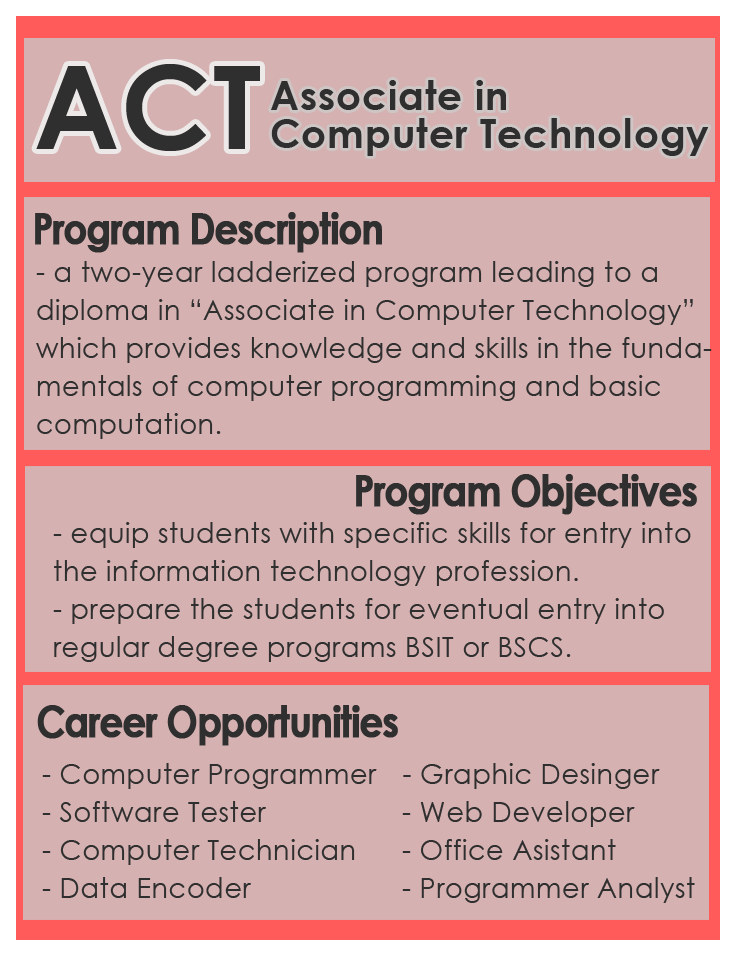 ACT Associate in
Computer Technology
Program Description
- a two-year ladderized program leading to a
diploma in “Associate in Computer Technology”
which provides knowledge and skills in the funda-
mentals of computer programming and basic
computation.
Program Objectives
- equip students with specific skills for entry into
the information technology profession.
- prepare the students for eventual entry into
regular degree programs BSIT or BSCS.
Career Opportunities
- Computer Programmer
- Software Tester
- Computer Technician
- Data Encoder
- Graphic Desinger
- Web Developer
- Office Asistant
- Programmer Analyst